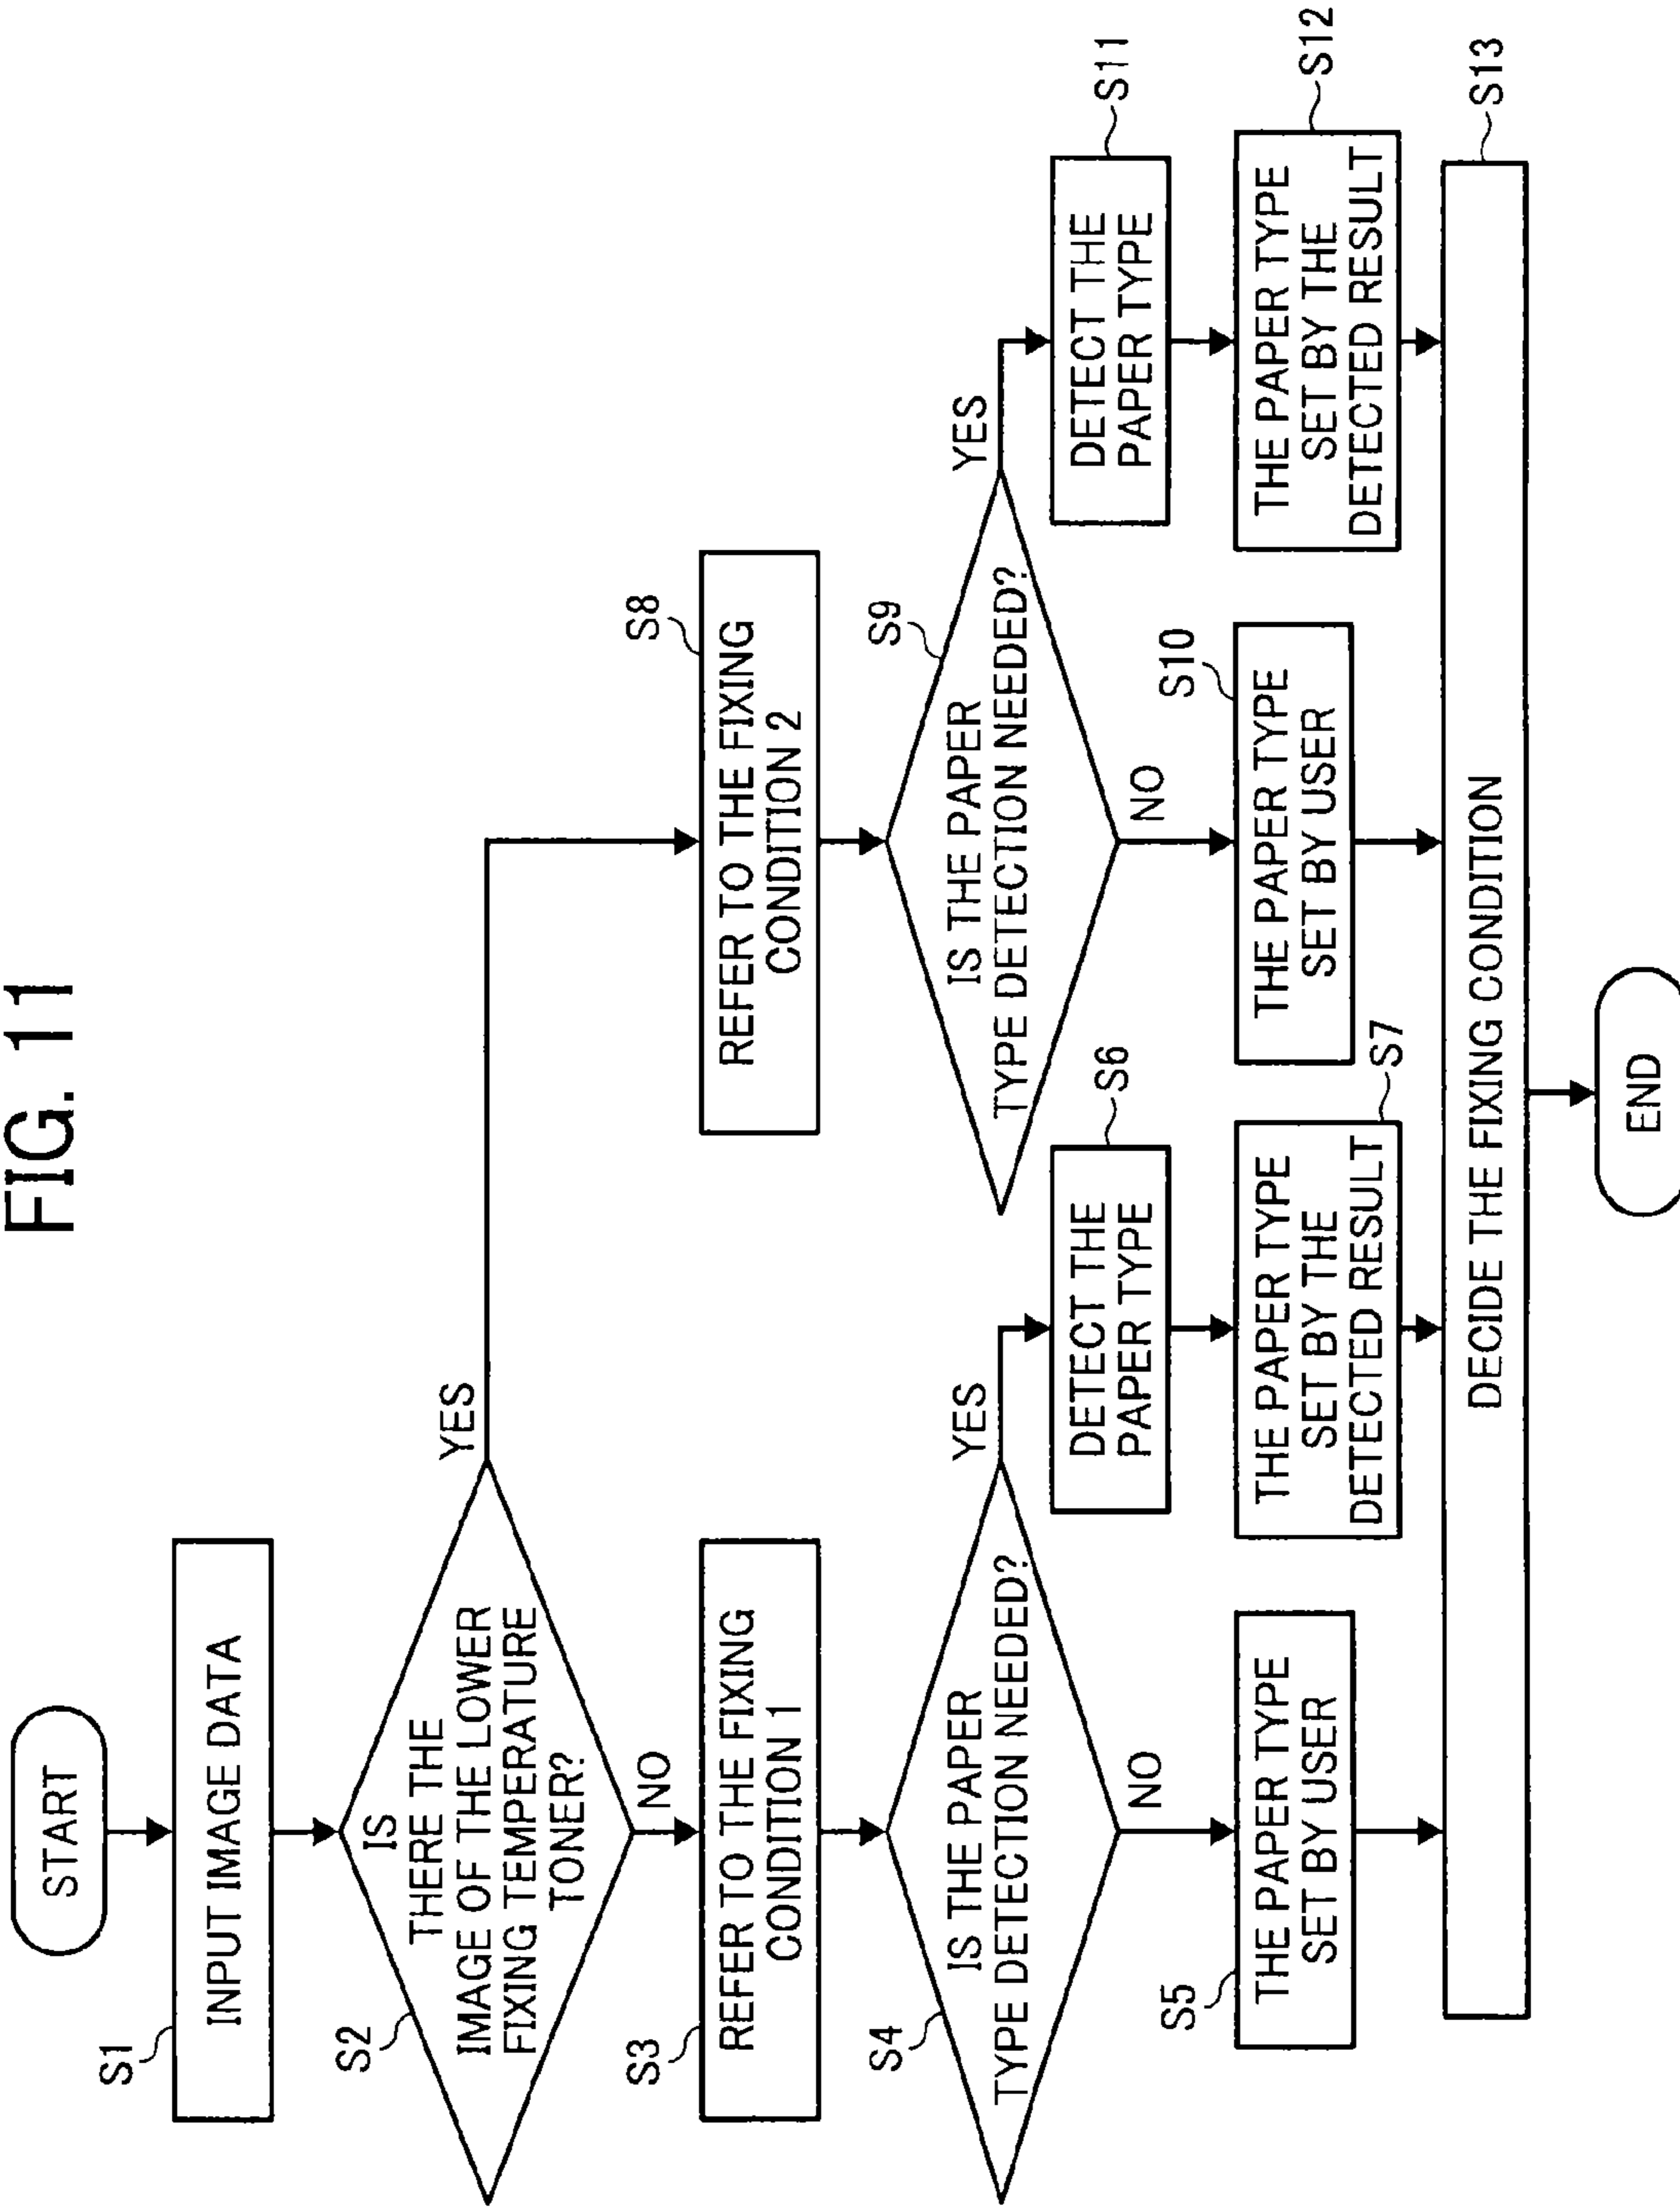 FIG. 11
START
S1
INPUT IMAGE DATA
S2
IS
THERE THE
IMAGE OF THE LOWER
FIXING TEMPERATURE
TONER?
YES
NO
S3
REFER TO THE FIXING
CONDITION 1
S4
IS THE PAPER
TYPE DETECTION NEEDED?
YES
NO
S5
THE PAPER TYPE
SET BY USER
S6
DETECT THE
PAPER TYPE
S7
THE PAPER TYPE
SET BY THE
DETECTED RESULT
S8
REFER TO THE FIXING
CONDITION 2
S9
IS THE PAPER
TYPE DETECTION NEEDED?
YES
NO
S10
THE PAPER TYPE
SET BY USER
S11
DETECT THE
PAPER TYPE
S12
THE PAPER TYPE
SET BY THE
DETECTED RESULT
S13
DECIDE THE FIXING CONDITION
END